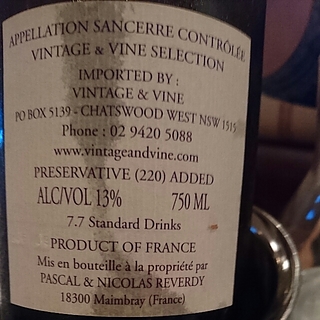 APPELLATION SANCERRE CONTRÔLÉE
VINTAGE & VINE SELECTION
IMPORTED BY :
VINTAGE & VINE
PO BOX 5139 - CHATSWOOD WEST NSW 1515
Phone : 02 9420 5088
www.vintageandvine.com
PRESERVATIVE (220) ADDED
ALC/VOL 13% 750 ML
7.7 Standard Drinks
PRODUCT OF FRANCE
Mis en bouteille à la propriété par
PASCAL & NICOLAS REVERDY
18300 Maimbray (France)